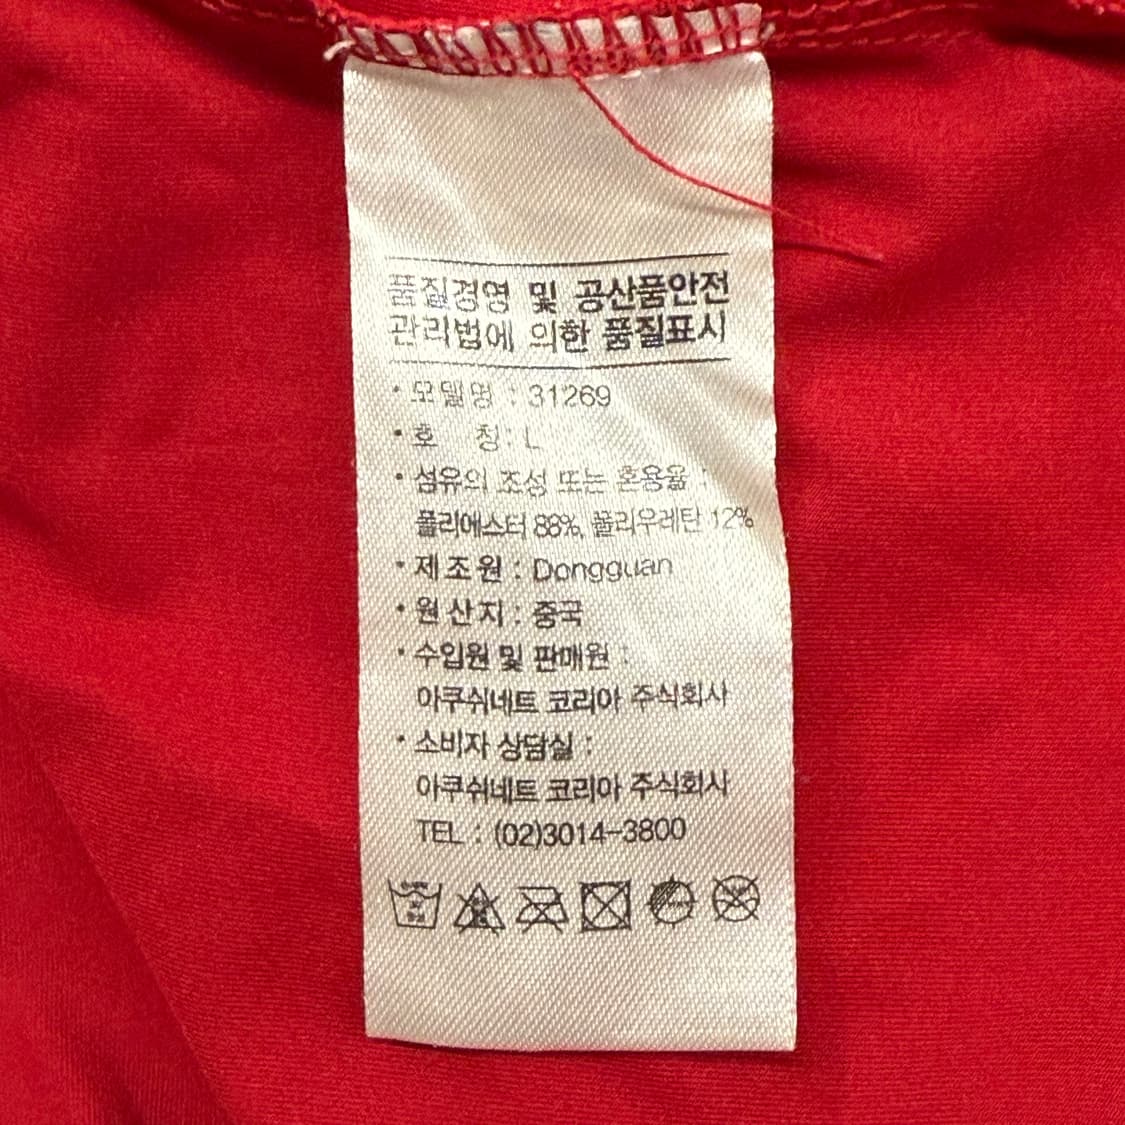 품질경영 및 공산품안전
관리법에 의한 품질표시
· 모델명 : 31269
· 호 칭 : L
· 섬유의 조성 또는 혼용율 :
폴리에스터 88%, 폴리우레탄 12%
· 제조원 : Dongguan
· 원산지 : 중국
· 수입원 및 판매원 :
아쿠쉬네트 코리아 주식회사
· 소비자 상담실 :
아쿠쉬네트 코리아 주식회사
TEL : (02)3014-3800